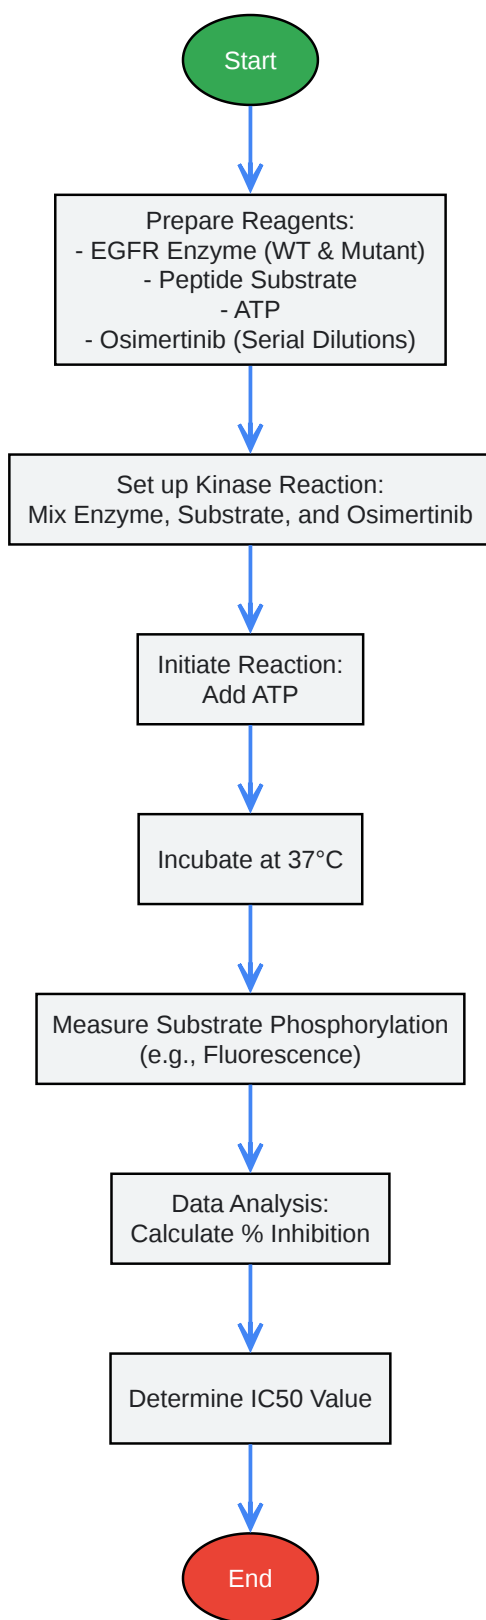 Start
Prepare Reagents:
- EGFR Enzyme (WT & Mutant)
- Peptide Substrate
- ATP
- Osimertinib (Serial Dilutions)
Set up Kinase Reaction:
Mix Enzyme, Substrate, and Osimertinib
Initiate Reaction:
Add ATP
Incubate at 37°C
Measure Substrate Phosphorylation
(e.g., Fluorescence)
Data Analysis:
Calculate % Inhibition
Determine IC50 Value
End